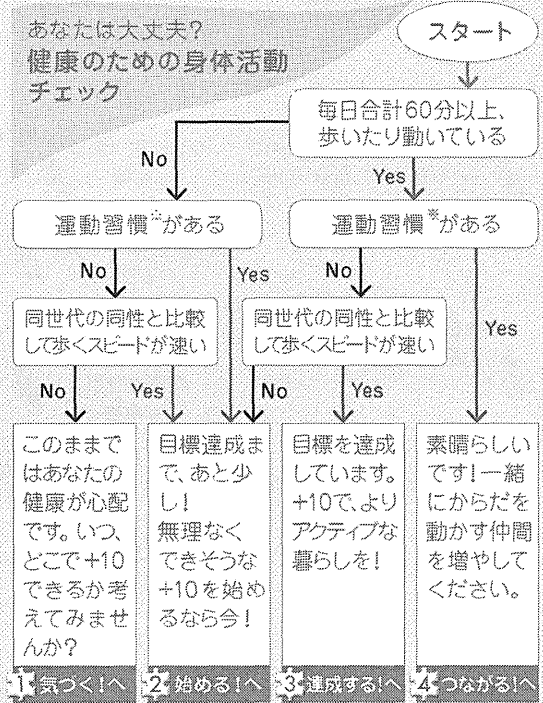 あなたは大丈夫?
健康のための身体活動
チェック
スタート
毎日合計60分以上、
歩いたり動いている
No
Yes
運動習慣※がある
運動習慣※がある
No
Yes
No
Yes
同世代の同性と比較
して歩くスピードが速い
同世代の同性と比較
して歩くスピードが速い
No
Yes
No
Yes
このままで
はあなたの
健康が心配
です。いつ、
どこで+10
できるか考
えてみませ
んか?
目標達成ま
で、あと少
し!
無理なく
できそうな
+10を始め
るなら今!
目標を達成
しています。
+10で、より
アクティブな
暮らしを!
素晴らしい
です!一緒
にからだを
動かす仲間
を増やして
ください。
1 気づく!へ
2 始める!へ
3 達成する!へ
4 つながる!へ